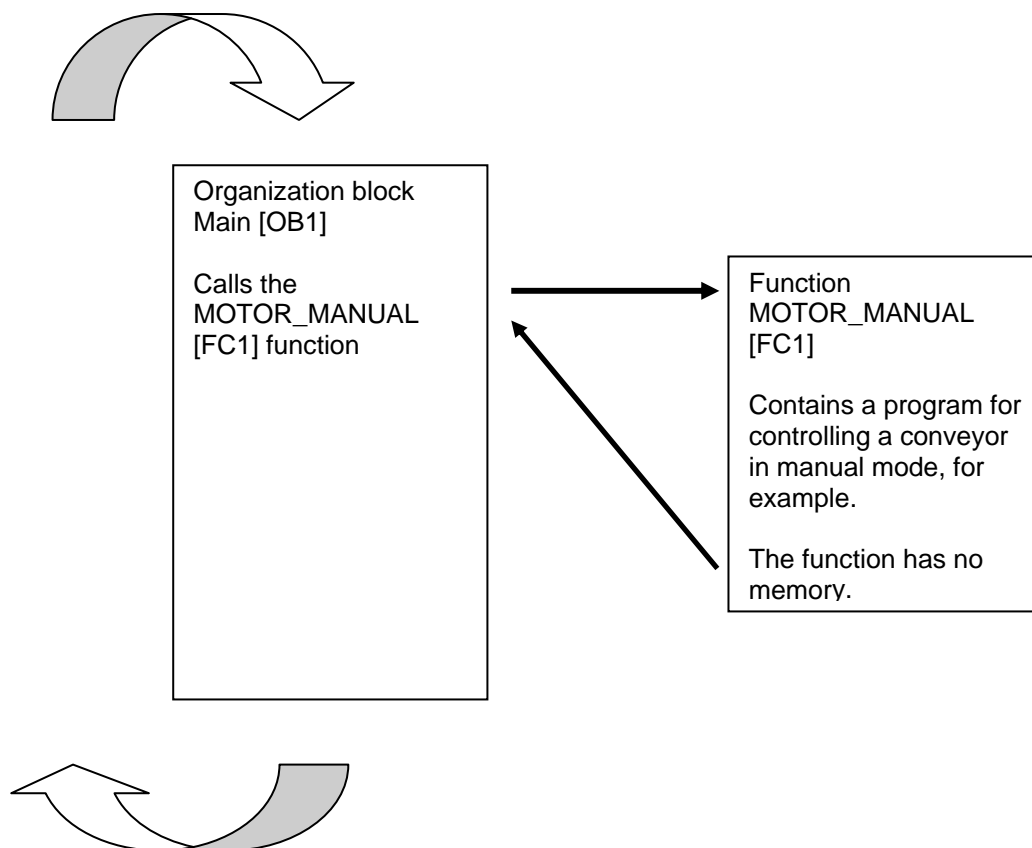 Organization block
Main [OB1]
Calls the
MOTOR_MANUAL
[FC1] function
Function
MOTOR_MANUAL
[FC1]
Contains a program for
controlling a conveyor
in manual mode, for
example.
The function has no
memory.